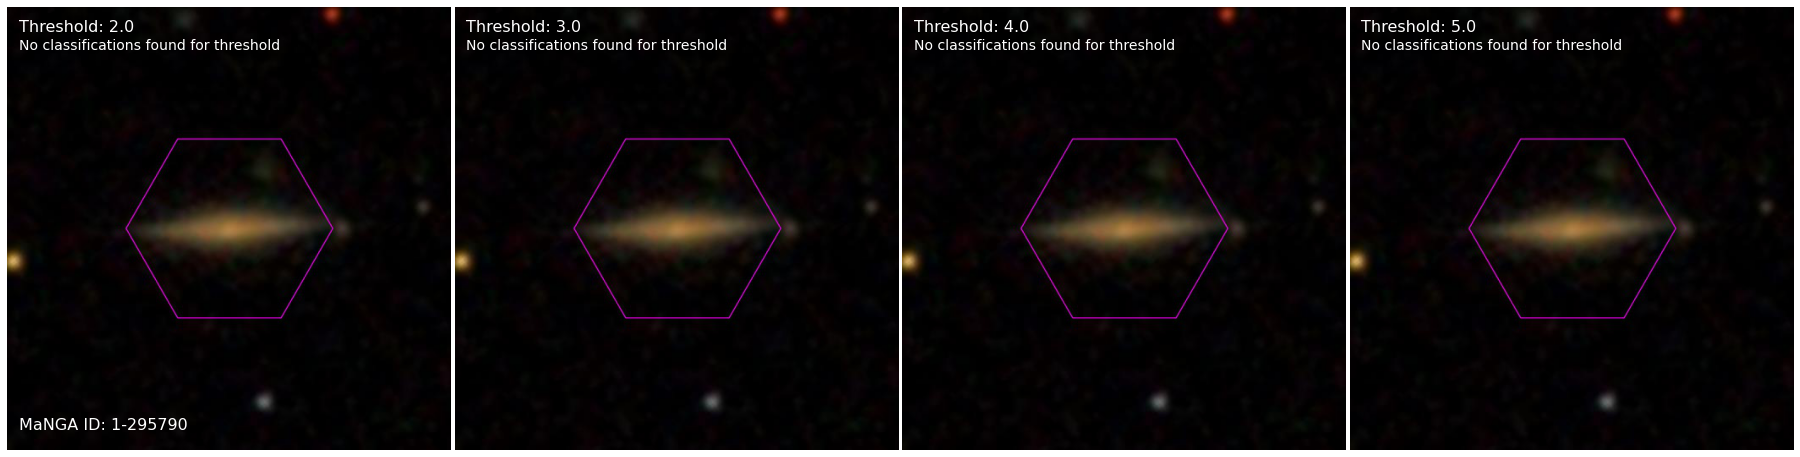 Threshold: 2.0
No classifications found for threshold
MaNGA ID: 1-295790
Threshold: 3.0
No classifications found for threshold
Threshold: 4.0
No classifications found for threshold
Threshold: 5.0
No classifications found for threshold